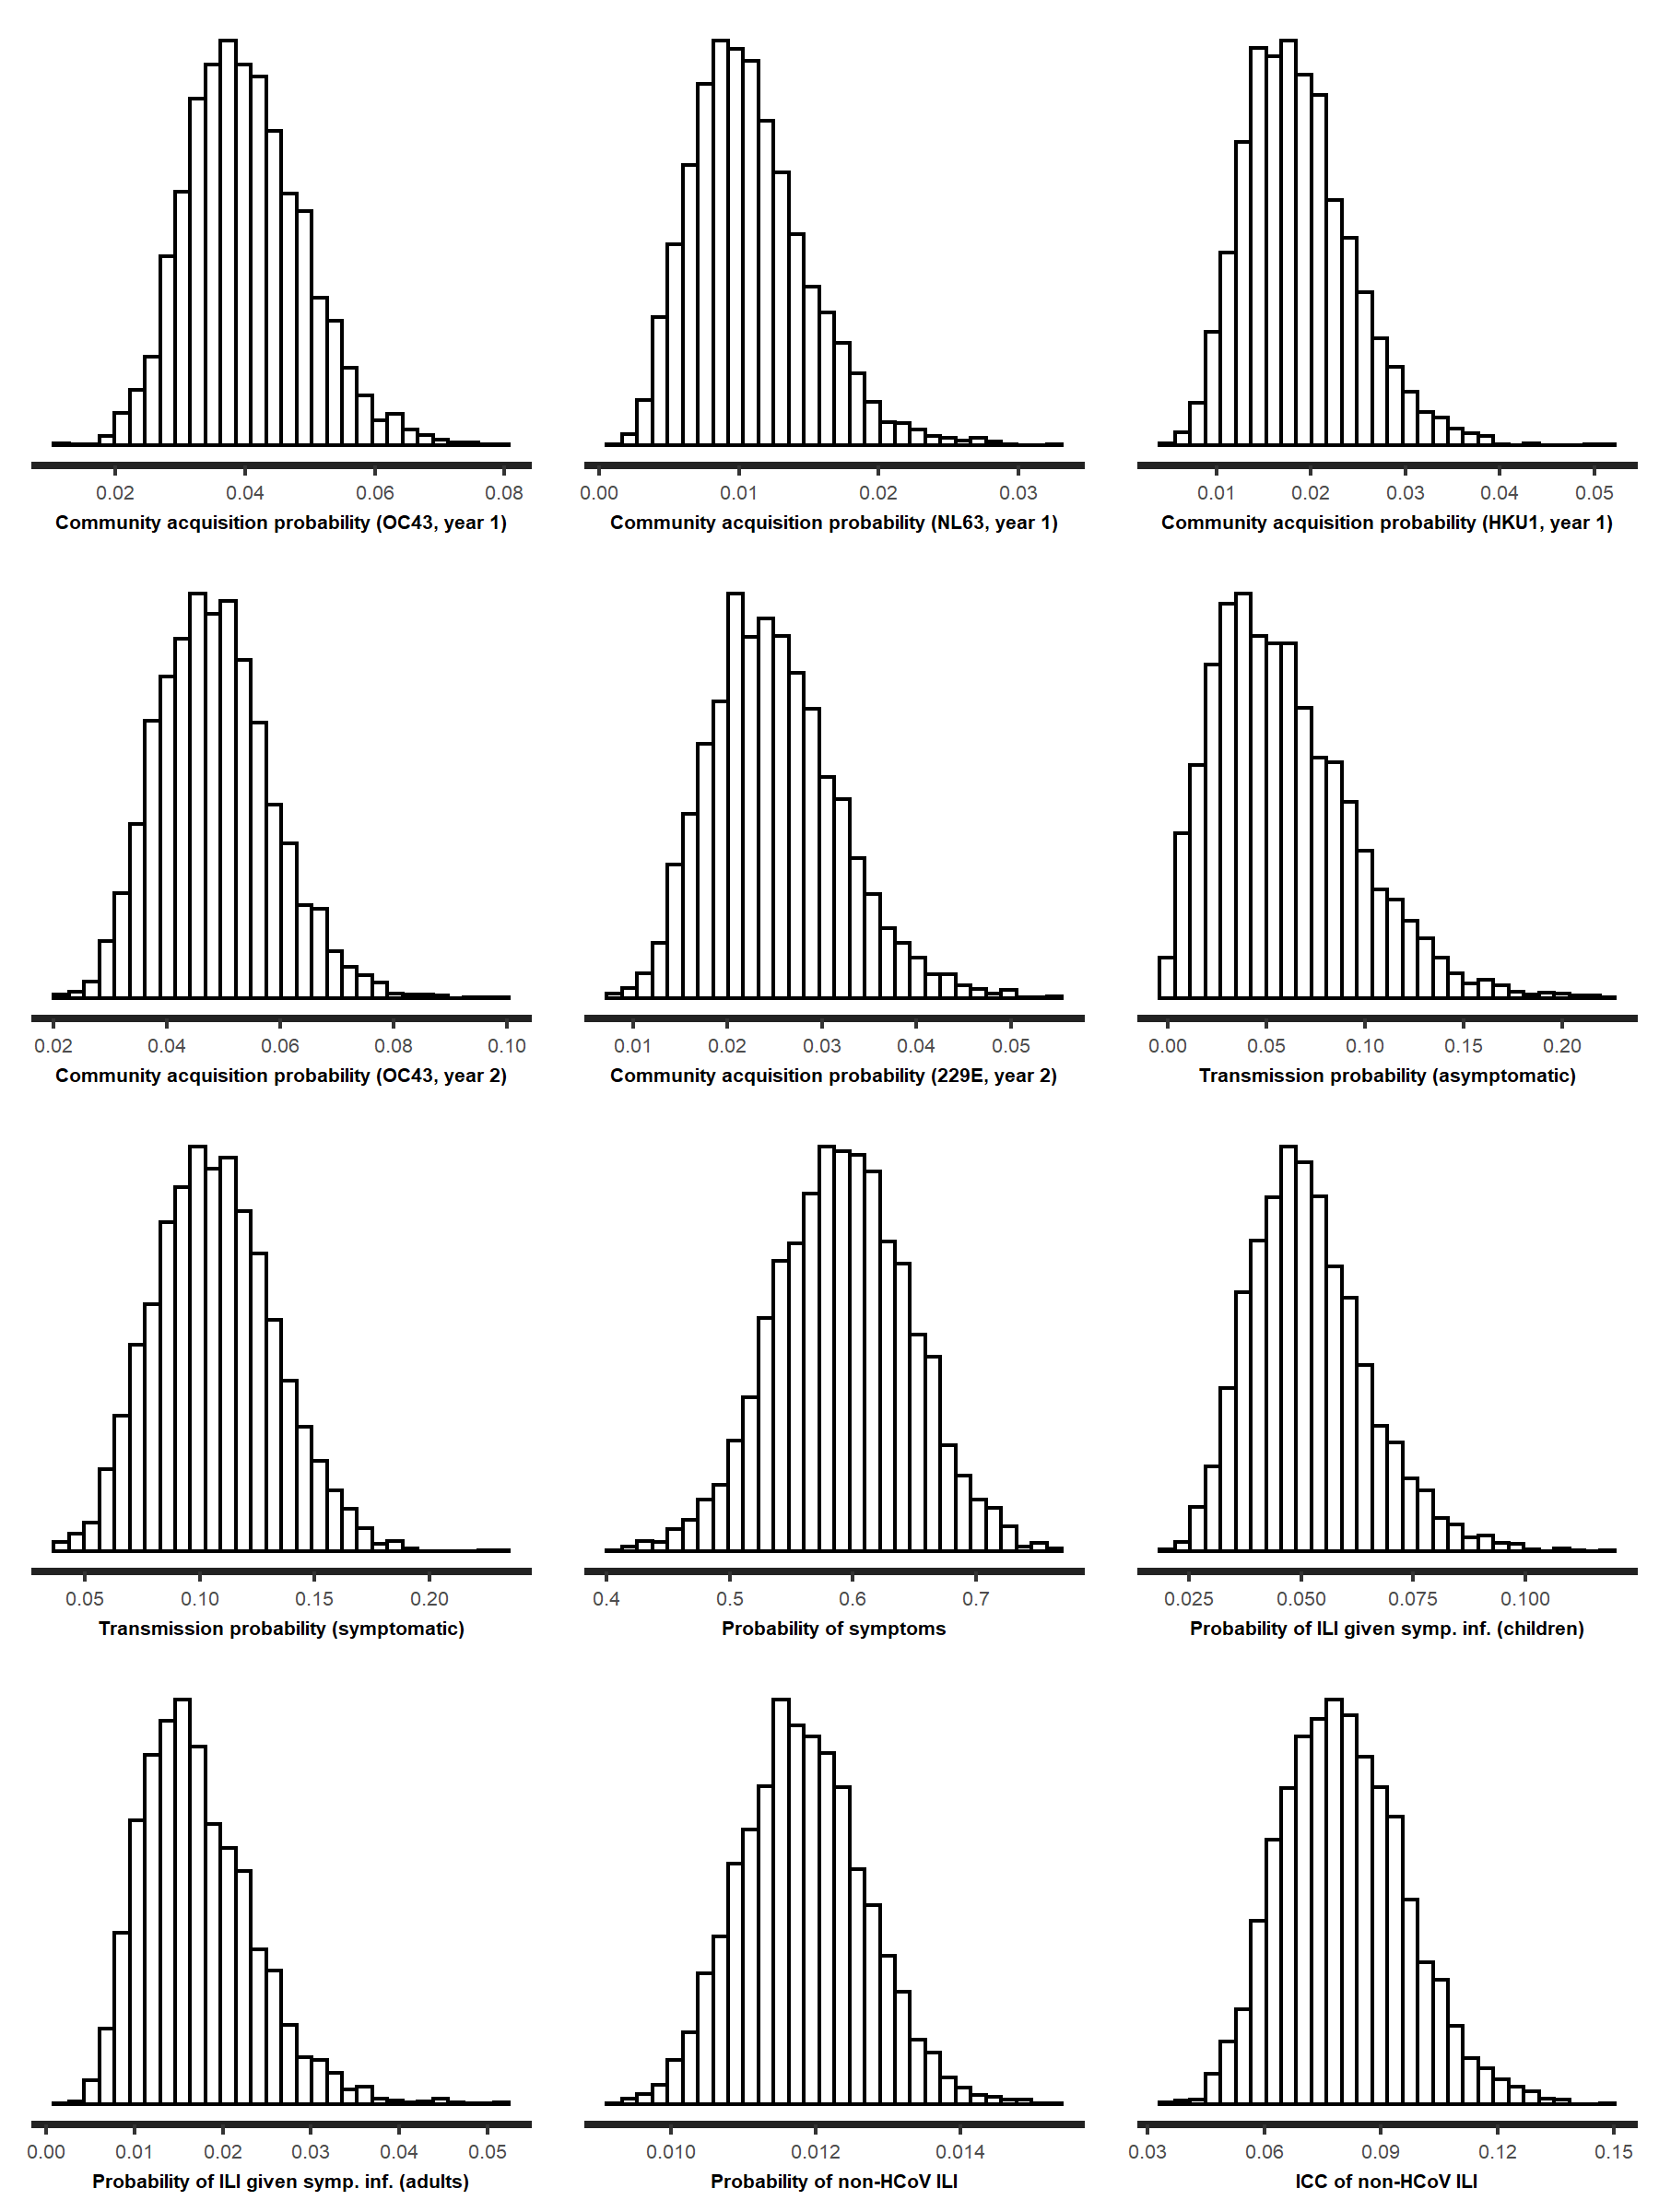 0.02 0.04 0.06 0.08
Community acquisition probability (OC43, year 1)
0.00 0.01 0.02 0.03
Community acquisition probability (NL63, year 1)
0.01 0.02 0.03 0.04 0.05
Community acquisition probability (HKU1, year 1)
0.02 0.04 0.06 0.08 0.10
Community acquisition probability (OC43, year 2)
0.01 0.02 0.03 0.04 0.05
Community acquisition probability (229E, year 2)
0.00 0.05 0.10 0.15 0.20
Transmission probability (asymptomatic)
0.05 0.10 0.15 0.20
Transmission probability (symptomatic)
0.4 0.5 0.6 0.7
Probability of symptoms
0.025 0.050 0.075 0.100
Probability of ILI given symp. inf. (children)
0.00 0.01 0.02 0.03 0.04 0.05
Probability of ILI given symp. inf. (adults)
0.010 0.012 0.014
Probability of non-HCoV ILI
0.03 0.06 0.09 0.12 0.15
ICC of non-HCoV ILI